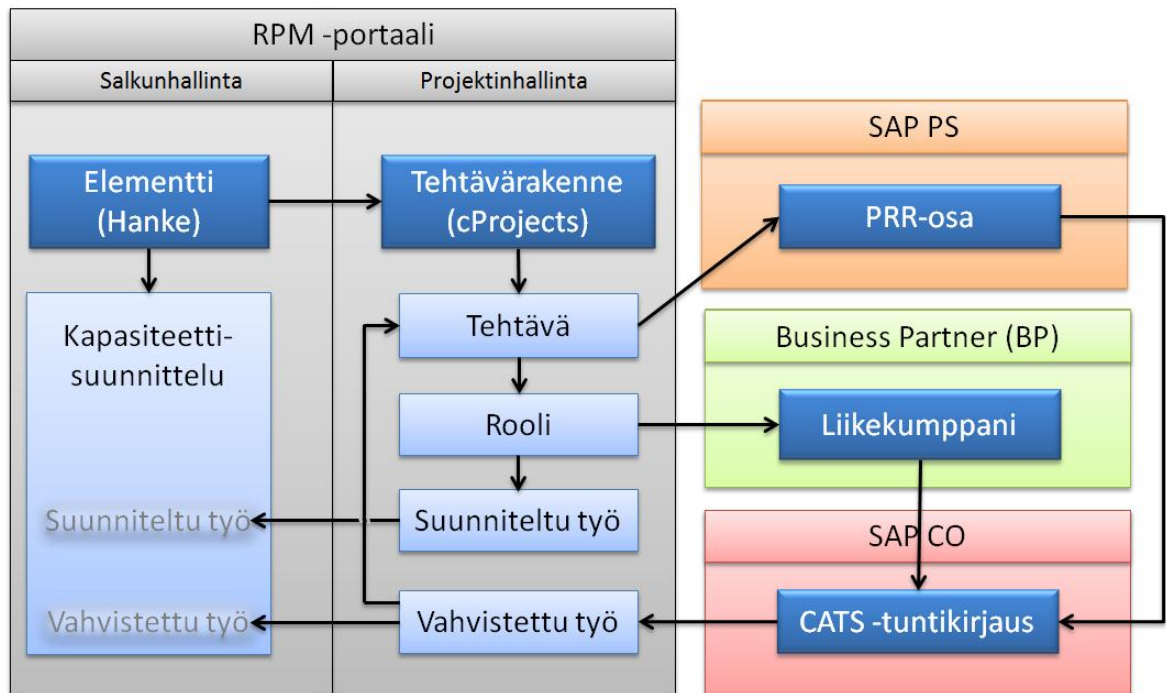 RPM -portaali
Salkunhallinta
Projektinhallinta
Elementti
(Hanke)
Tehtävärakenne
(cProjects)
Kapasiteetti-
suunnittelu
Suunniteltu työ
Vahvistettu työ
Tehtävä
Rooli
Suunniteltu työ
Vahvistettu työ
SAP PS
PRR-osa
Business Partner (BP)
Liikekumppani
SAP CO
CATS -tuntikirjaus